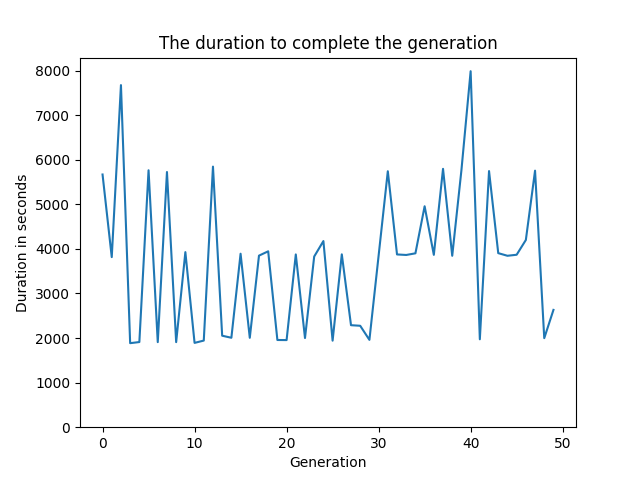 The duration to complete the generation
8000
7000
6000
5000
4000
3000
2000
1000
0
Duration in seconds
0 10 20 30 40 50
Generation